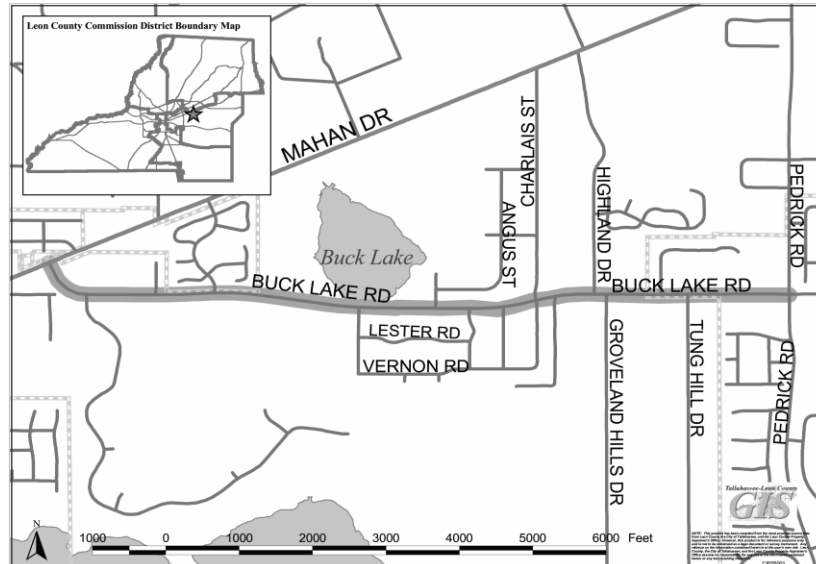 Leon County Commission District Boundary Map
MAHAN DR
CHARLAIS ST
ANGUS ST
HIGHLAND DR
PEDRICK RD
Buck Lake
BUCK LAKE RD
BUCK LAKE RD
LESTER RD
VERNON RD
GROVELAND HILLS DR
TUNG HILL DR
PEDRICK RD
Tallahassee-Leon County
GIS
N
1000 0 1000 2000 3000 4000 5000 6000 Feet